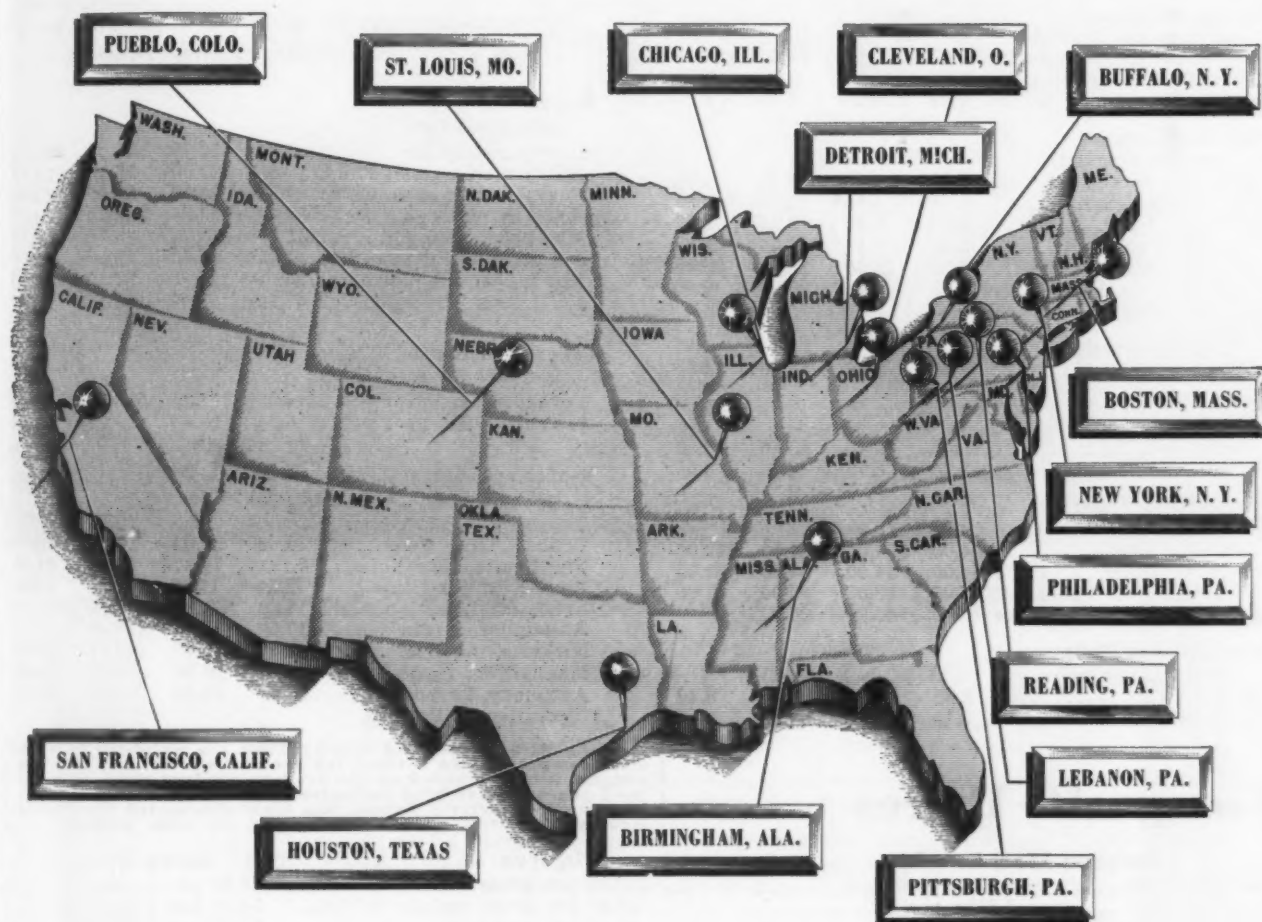 PUEBLO, COLO.
ST. LOUIS, MO.
CHICAGO, ILL.
CLEVELAND, O.
BUFFALO, N. Y.
DETROIT, MICH.
WASH.
MONT.
N. DAK.
MINN.
ME.
OREG.
IDA.
WIS.
N.Y.
VT.
N.H.
S. DAK.
WYO.
MICH.
MASS.
CONN.
CALIF.
NEV.
IOWA
UTAH
NEBR.
ILL.
IND.
OHIO
PA.
N.J.
COL.
MD.
BOSTON, MASS.
MO.
KAN.
W. VA.
VA.
KEN.
ARIZ.
N. MEX.
OKLA.
TEX.
ARK.
TENN.
N. CAR.
NEW YORK, N. Y.
S. CAR.
MISS.
ALA.
GA.
PHILADELPHIA, PA.
LA.
FLA.
READING, PA.
SAN FRANCISCO, CALIF.
LEBANON, PA.
HOUSTON, TEXAS
BIRMINGHAM, ALA.
PITTSBURGH, PA.